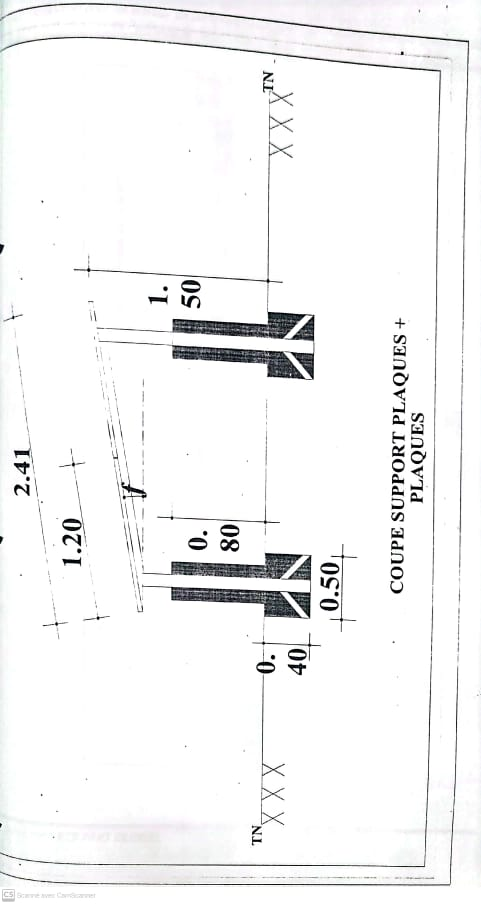 2.41
1.20
f
1.
50
0.
80
0.
40
0.50
TN
TN
COUPE SUPPORT PLAQUES +
PLAQUES
CS Scanné avec CamScanner